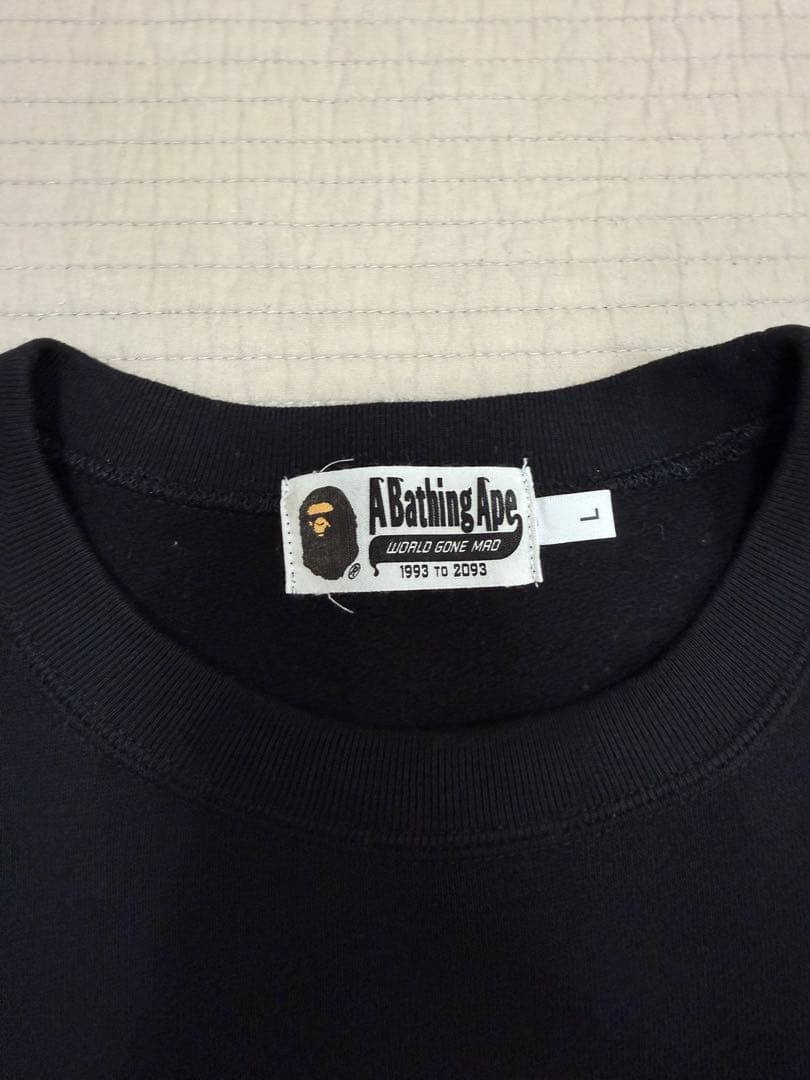 A Bathing Ape
WORLD GONE MAD
1993 TO 2093
®
L